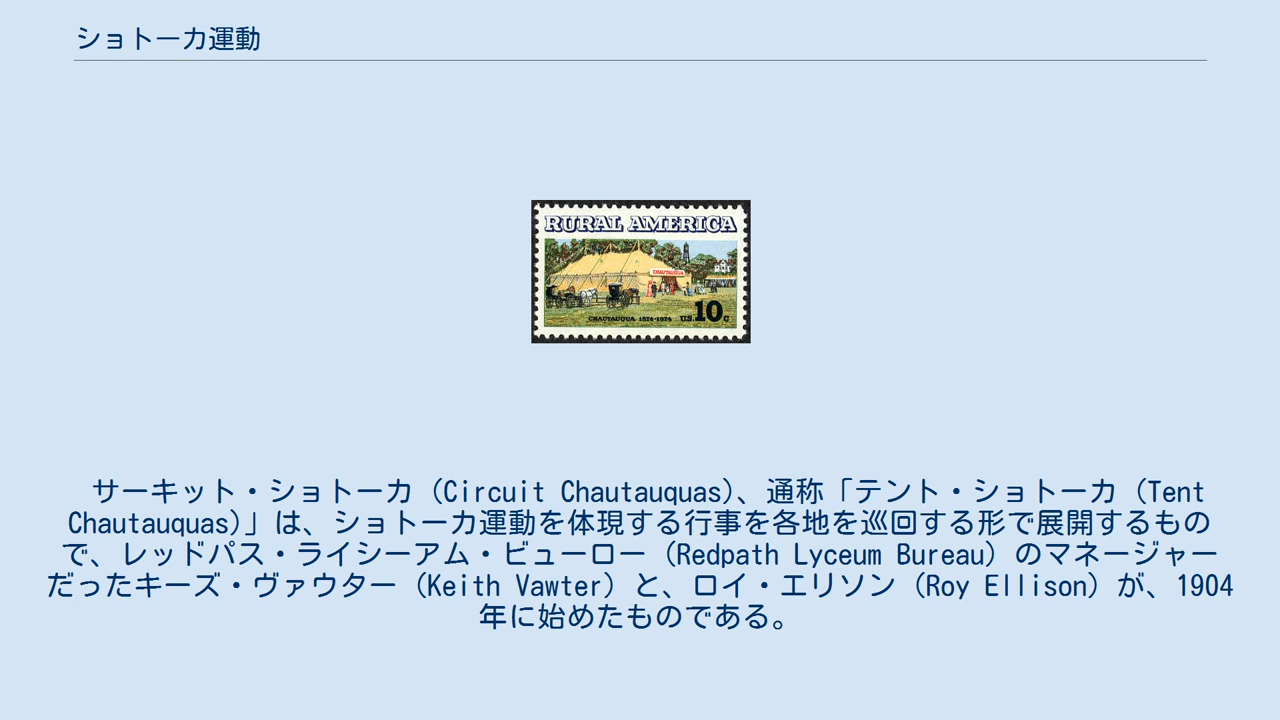 ショトーカ運動
RURAL AMERICA
CHAUTAUQUA
CHAUTAUQUA 1874-1974 U.S. 10c
サーキット・ショトーカ（Circuit Chautauquas)、通称「テント・ショトーカ（Tent
Chautauquas)」は、ショトーカ運動を体現する行事を各地を巡回する形で展開するもの
で、レッドパス・ライシーアム・ビューロー（Redpath Lyceum Bureau）のマネージャー
だったキーズ・ヴァウター（Keith Vawter）と、ロイ・エリソン（Roy Ellison）が、1904
年に始めたものである。